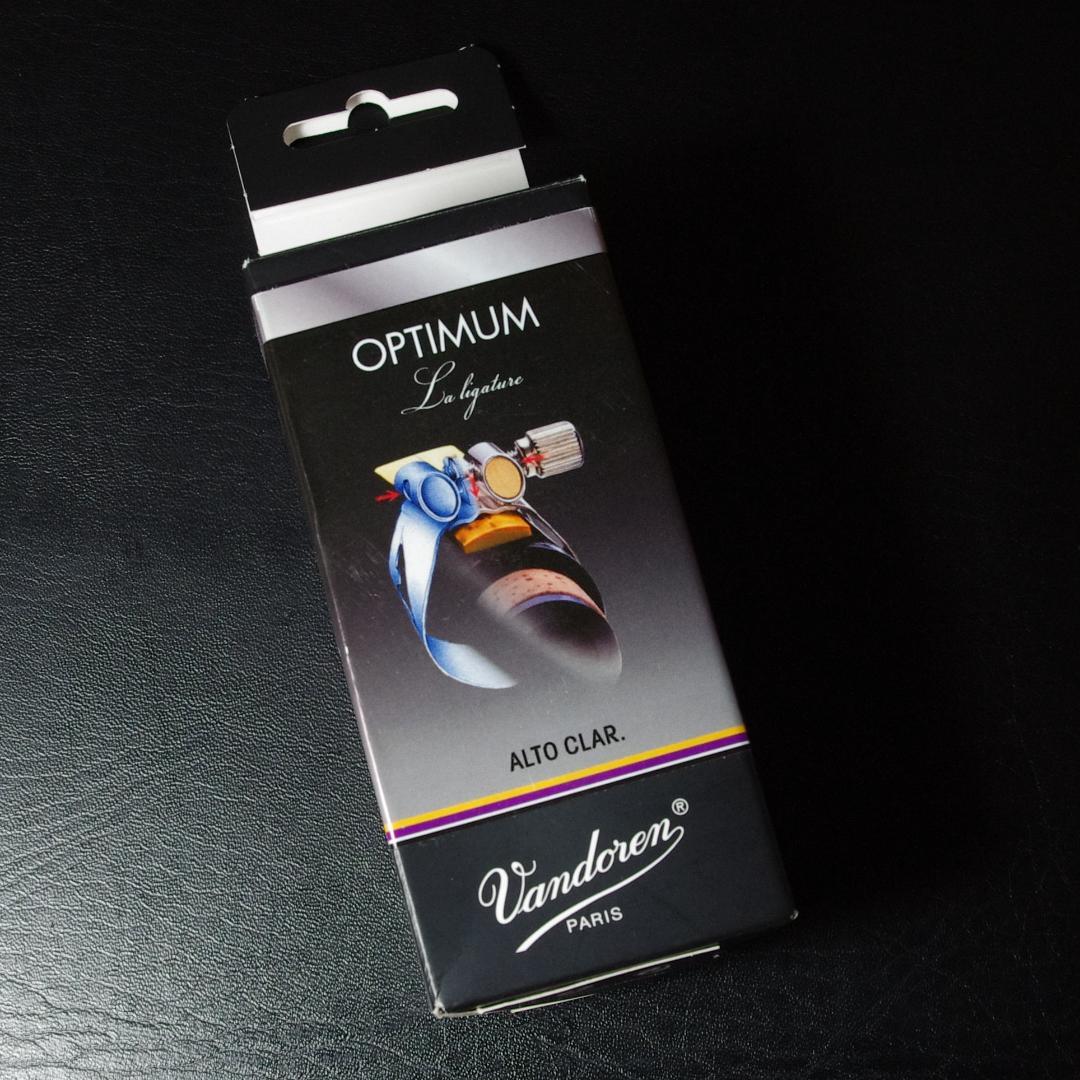 OPTIMUM
La ligature
ALTO CLAR.
Vandoren®
PARIS